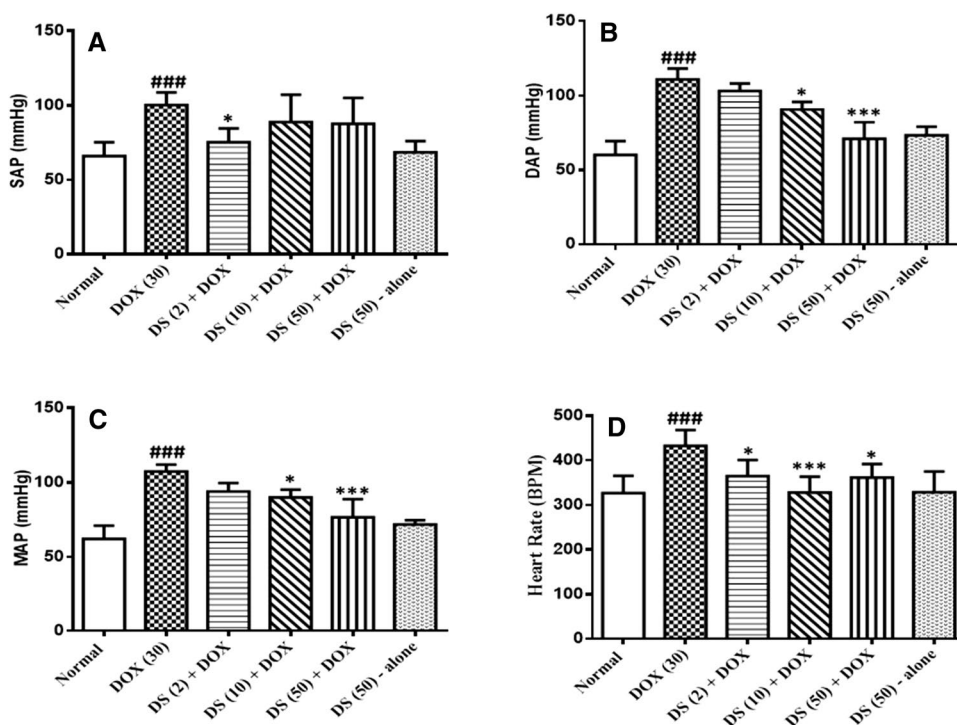 A
SAP (mmHg)
150
100
50
0
###
*
Normal
DOX (30)
DS (2) + DOX
DS (10) + DOX
DS (50) + DOX
DS (50) - alone
B
DAP (mmHg)
150
100
50
0
###
*
***
Normal
DOX (30)
DS (2) + DOX
DS (10) + DOX
DS (50) + DOX
DS (50) - alone
C
MAP (mmHg)
150
100
50
0
###
*
***
Normal
DOX (30)
DS (2) + DOX
DS (10) + DOX
DS (50) + DOX
DS (50) - alone
D
Heart Rate (BPM)
500
400
300
200
100
0
###
*
***
*
Normal
DOX (30)
DS (2) + DOX
DS (10) + DOX
DS (50) + DOX
DS (50) - alone